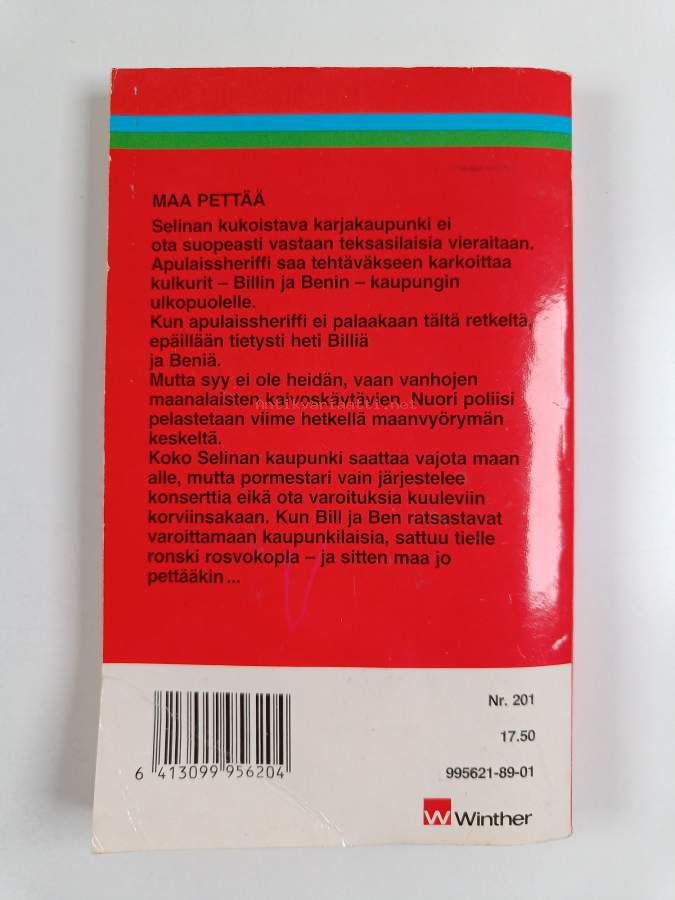 MAA PETTÄÄ
Selinan kukoistava karjakaupunki ei
ota suopeasti vastaan teksasilaisia vieraitaan.
Apulaissheriffi saa tehtäväkseen karkoittaa
kulkurit – Billin ja Benin – kaupungin
ulkopuolelle.
Kun apulaissheriffi ei palaakaan tältä retkeltä,
epäillään tietysti heti Billiä
ja Beniä.
Mutta syy ei ole heidän, vaan vanhojen
maanalaisten kaivoskäytävien. Nuori poliisi
Antikvariaatti.net
pelastetaan viime hetkellä maanvyörymän
keskeltä.
Koko Selinan kaupunki saattaa vajota maan
alle, mutta pormestari vain järjestelee
konserttia eikä ota varoituksia kuuleviin
korviinsakaan. Kun Bill ja Ben ratsastavat
varoittamaan kaupunkilaisia, sattuu tielle
ronski rosvokopla – ja sitten maa jo
pettääkin ...
Nr. 201
17.50
6 413099 956204
995621-89-01
W Winther